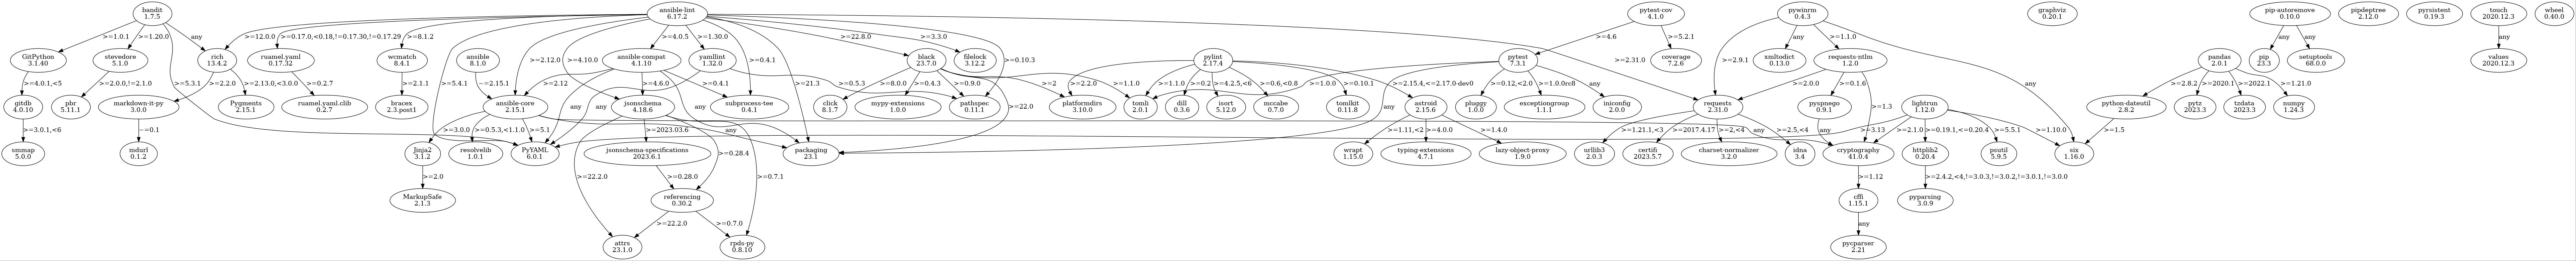 bandit
1.7.5
ansible-lint
6.17.2
pytest-cov
4.1.0
pywinrm
0.4.3
graphviz
0.20.1
pip-autoremove
0.10.0
pipdeptree
2.12.0
pyrsistent
0.19.3
touch
2020.12.3
wheel
0.40.0
>=1.0.1
>=1.20.0
any
>=12.0.0
>=0.17.0,<0.18,!=0.17.30,!=0.17.29
>=8.1.2
>=4.0.5
>=1.30.0
>=22.8.0
>=3.3.0
>=4.6
>=5.2.1
any
>=1.1.0
any
any
any
GitPython
3.1.40
stevedore
5.1.0
rich
13.4.2
ruamel.yaml
0.17.32
wcmatch
8.4.1
ansible
8.1.0
>=2.12.0
>=4.10.0
ansible-compat
4.1.10
yamllint
1.32.0
>=0.4.1
black
23.7.0
filelock
3.12.2
>=0.10.3
pylint
2.17.4
pytest
7.3.1
coverage
7.2.6
>=2.31.0
>=2.9.1
xmltodict
0.13.0
requests-ntlm
1.2.0
pandas
2.0.1
pip
23.3
setuptools
68.0.0
values
2020.12.3
>=4.0.1,<5
>=2.0.0,!=2.1.0
>=5.3.1
>=2.2.0
>=2.13.0,<3.0.0
>=0.7
>=2.1.1
>=5.4.1
~=2.15.1
>=2.12
>=4.6.0
>=0.4.1
>=21.3
>=0.5.3
>=8.0.0
>=0.4.3
>=0.9.0
>=2
>=1.1.0
>=2.2.0
>=1.1.0
>=0.2
>=4.2.5,<6
>=0.6,<0.8
>=1.0.0
>=0.10.1
>=2.15.4,<=2.17.0-dev0
>=0.12,<2.0
>=1.0.0rc8
any
>=2.0.0
>=0.1.6
any
>=2.8.2
>=2020.1
>=2022.1
>=1.21.0
gitdb
4.0.10
pbr
5.11.1
markdown-it-py
3.0.0
Pygments
2.15.1
ruamel.yaml.clib
0.2.7
bracex
2.3.post1
ansible-core
2.15.1
any
any
jsonschema
4.18.6
any
subprocess-tee
0.4.1
click
8.1.7
mypy-extensions
1.0.0
pathspec
0.11.1
>=22.0
platformdirs
3.10.0
tomli
2.0.1
dill
0.3.6
isort
5.12.0
mccabe
0.7.0
tomlkit
0.11.8
any
astroid
2.15.6
pluggy
1.0.0
exceptiongroup
1.1.1
iniconfig
2.0.0
requests
2.31.0
pyspnego
0.9.1
>=1.3
lightrun
1.12.0
python-dateutil
2.8.2
pytz
2023.3
tzdata
2023.3
numpy
1.24.3
>=3.0.1,<6
~=0.1
>=3.0.0
>=0.5.3,<1.1.0
>=5.1
>=2023.03.6
any
>=1.11,<2
>=4.0.0
>=1.4.0
>=1.21.1,<3
>=2017.4.17
>=2,<4
>=2.5,<4
any
any
>=3.13
>=2.1.0
>=0.19.1,<=0.20.4
>=5.5.1
>=1.10.0
>=1.5
smmap
5.0.0
mdurl
0.1.2
Jinja2
3.1.2
resolvelib
1.0.1
PyYAML
6.0.1
jsonschema-specifications
2023.6.1
>=0.28.4
packaging
23.1
wrapt
1.15.0
typing-extensions
4.7.1
lazy-object-proxy
1.9.0
urllib3
2.0.3
certifi
2023.5.7
charset-normalizer
3.2.0
idna
3.4
cryptography
41.0.4
httplib2
0.20.4
psutil
5.9.5
six
1.16.0
>=2.0
>=22.2.0
>=0.28.0
>=0.7.1
>=1.12
>=2.4.2,<4,!=3.0.3,!=3.0.2,!=3.0.1,!=3.0.0
MarkupSafe
2.1.3
referencing
0.30.2
cffi
1.15.1
pyparsing
3.0.9
>=22.2.0
>=0.7.0
any
attrs
23.1.0
rpds-py
0.8.10
pycparser
2.21